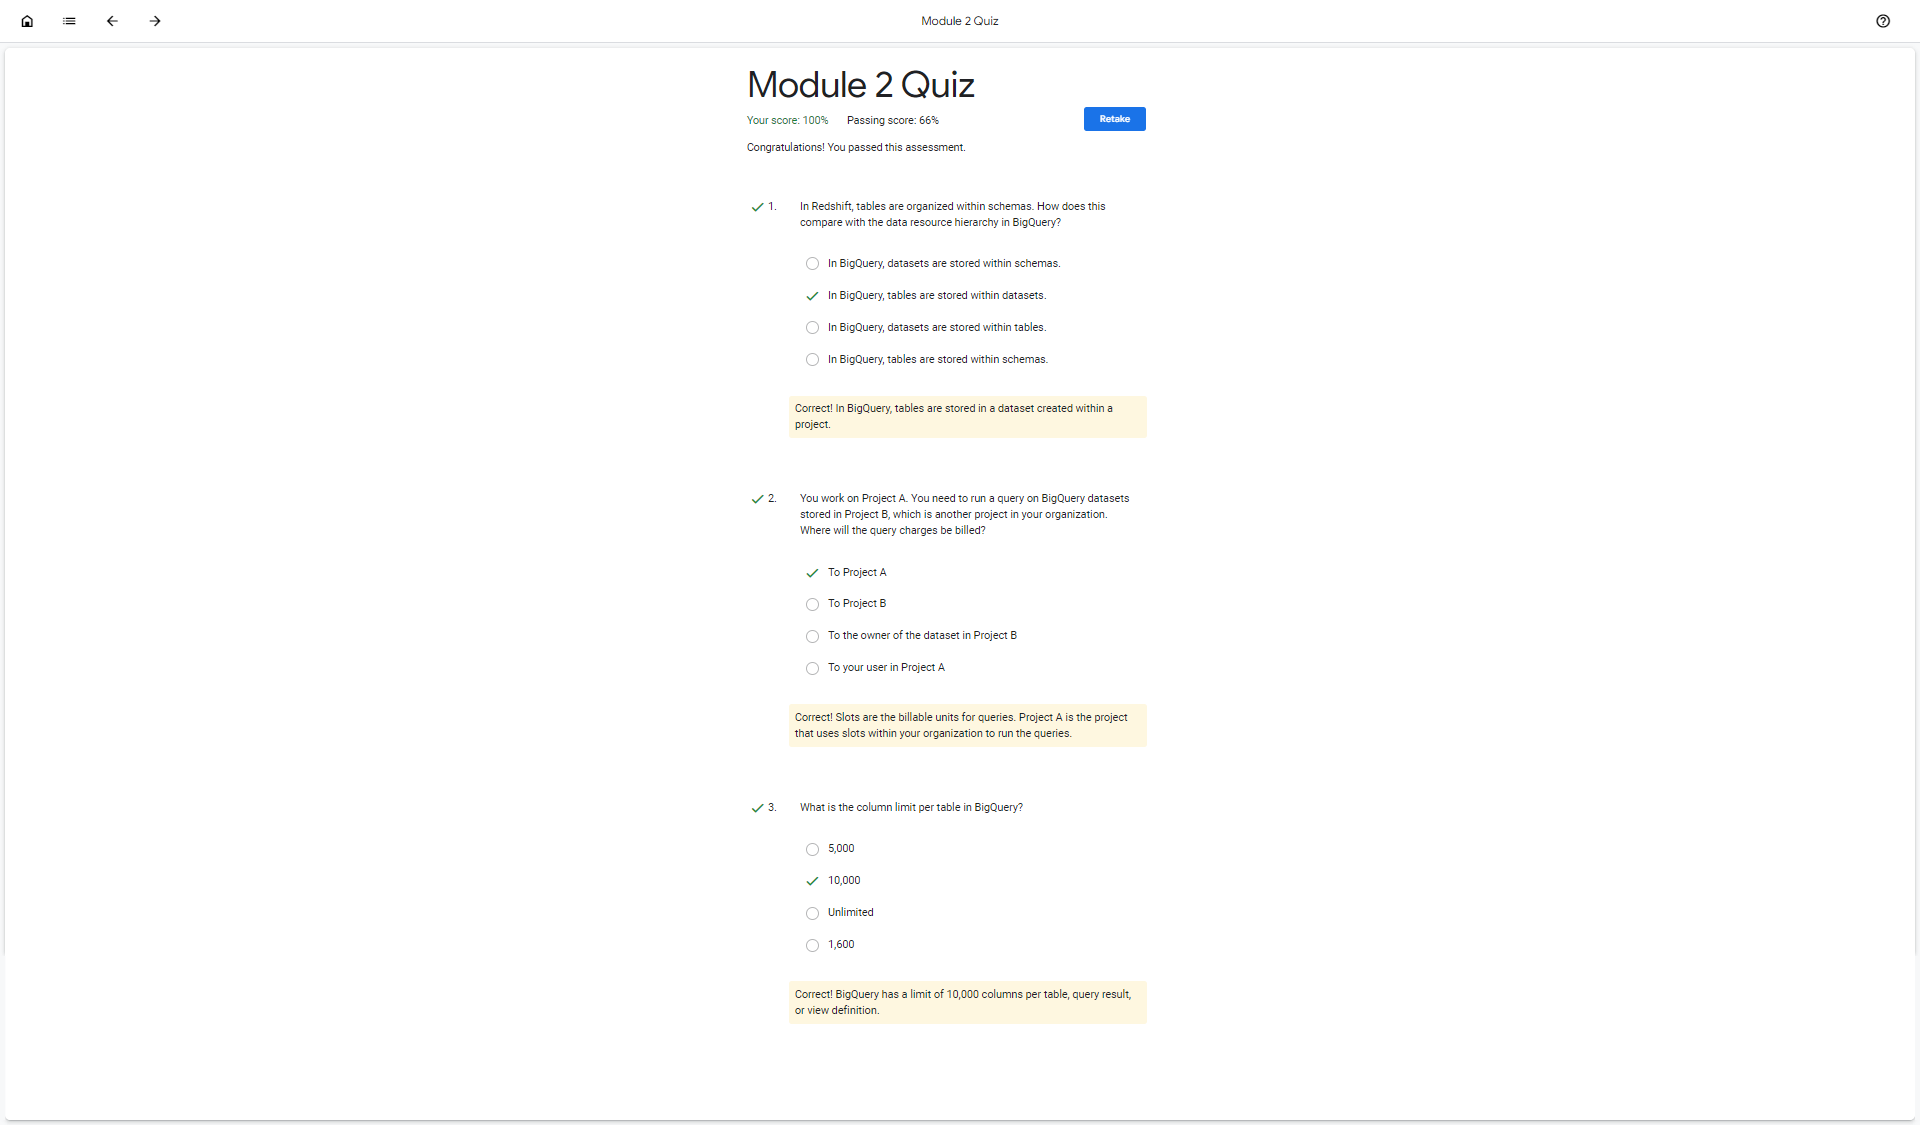 Module 2 Quiz
Module 2 Quiz
Your score: 100% Passing score: 66%
Retake
Congratulations! You passed this assessment.
1. In Redshift, tables are organized within schemas. How does this
compare with the data resource hierarchy in BigQuery?
In BigQuery, datasets are stored within schemas.
In BigQuery, tables are stored within datasets.
In BigQuery, datasets are stored within tables.
In BigQuery, tables are stored within schemas.
Correct! In BigQuery, tables are stored in a dataset created within a
project.
2. You work on Project A. You need to run a query on BigQuery datasets
stored in Project B, which is another project in your organization.
Where will the query charges be billed?
To Project A
To Project B
To the owner of the dataset in Project B
To your user in Project A
Correct! Slots are the billable units for queries. Project A is the project
that uses slots within your organization to run the queries.
3. What is the column limit per table in BigQuery?
5,000
10,000
Unlimited
1,600
Correct! BigQuery has a limit of 10,000 columns per table, query result,
or view definition.